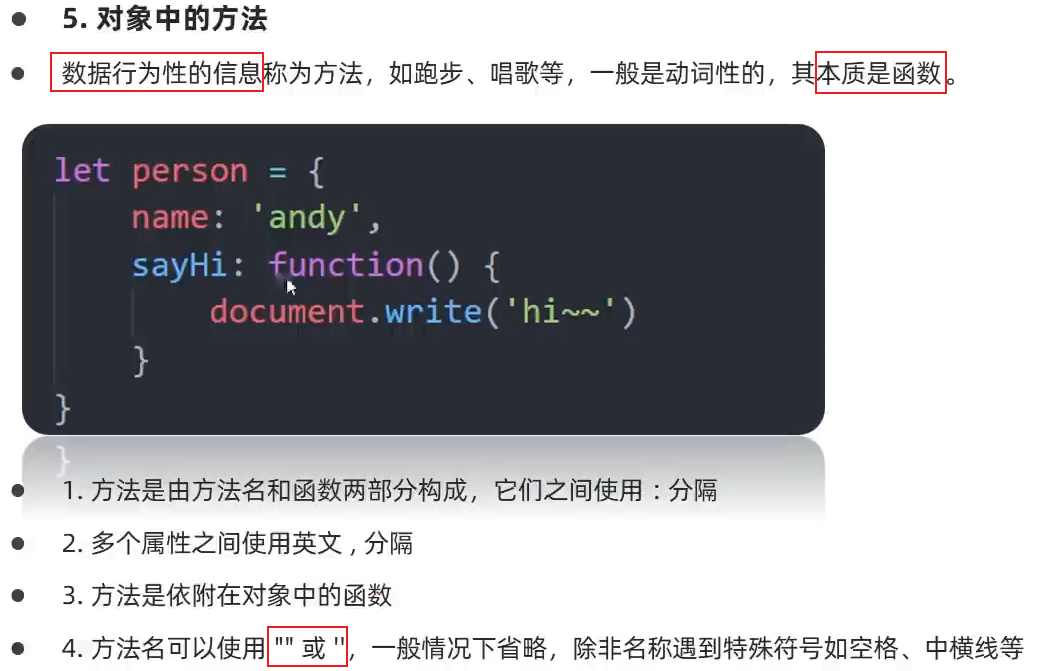 5. 对象中的方法
数据行为性的信息称为方法，如跑步、唱歌等，一般是动词性的，其本质是函数。
let person = {
name: 'andy',
sayHi: function() {
document.write('hi~~')
}
}
}
1. 方法是由方法名和函数两部分构成，它们之间使用 : 分隔
2. 多个属性之间使用英文 , 分隔
3. 方法是依附在对象中的函数
4. 方法名可以使用 "" 或 ''，一般情况下省略，除非名称遇到特殊符号如空格、中横线等